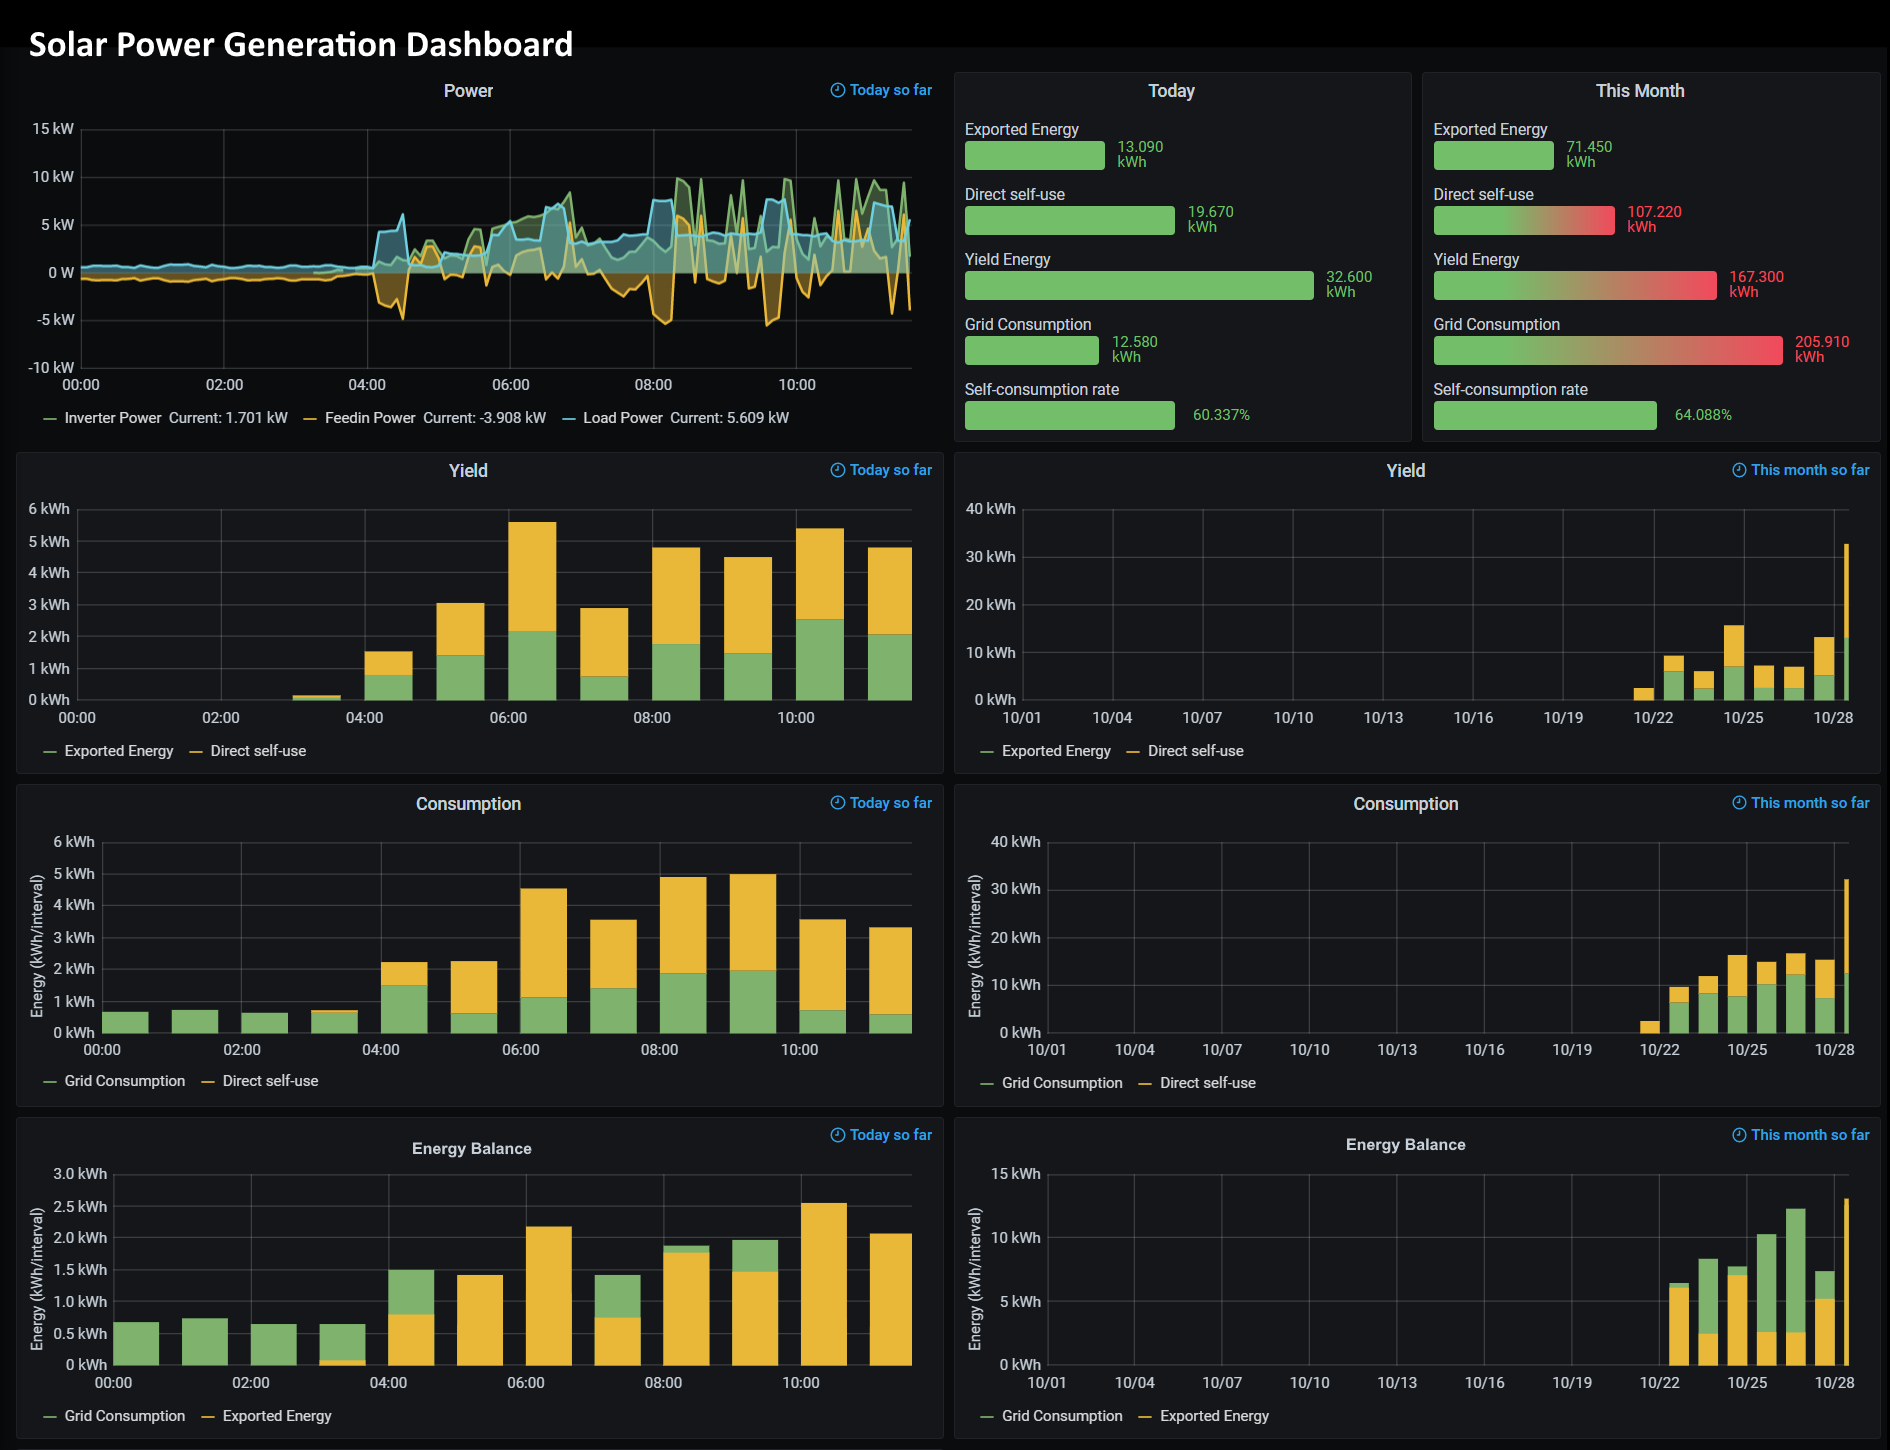 Solar Power Generation Dashboard
Power
Today so far
15 kW
10 kW
5 kW
0 W
-5 kW
-10 kW
00:00 02:00 04:00 06:00 08:00 10:00
Inverter Power Current: 1.701 kW Feedin Power Current: -3.908 kW Load Power Current: 5.609 kW
Today
Exported Energy
13.090
kWh
Direct self-use
19.670
kWh
Yield Energy
32.600
kWh
Grid Consumption
12.580
kWh
Self-consumption rate
60.337%
This Month
Exported Energy
71.450
kWh
Direct self-use
107.220
kWh
Yield Energy
167.300
kWh
Grid Consumption
205.910
kWh
Self-consumption rate
64.088%
Yield
Today so far
6 kWh
5 kWh
4 kWh
3 kWh
2 kWh
1 kWh
0 kWh
00:00 02:00 04:00 06:00 08:00 10:00
Exported Energy Direct self-use
Yield
This month so far
40 kWh
30 kWh
20 kWh
10 kWh
0 kWh
10/01 10/04 10/07 10/10 10/13 10/16 10/19 10/22 10/25 10/28
Exported Energy Direct self-use
Consumption
Today so far
Energy (kWh/interval)
6 kWh
5 kWh
4 kWh
3 kWh
2 kWh
1 kWh
0 kWh
00:00 02:00 04:00 06:00 08:00 10:00
Grid Consumption Direct self-use
Consumption
This month so far
Energy (kWh/interval)
40 kWh
30 kWh
20 kWh
10 kWh
0 kWh
10/01 10/04 10/07 10/10 10/13 10/16 10/19 10/22 10/25 10/28
Grid Consumption Direct self-use
Energy Balance
Today so far
Energy (kWh/interval)
3.0 kWh
2.5 kWh
2.0 kWh
1.5 kWh
1.0 kWh
0.5 kWh
0 kWh
00:00 02:00 04:00 06:00 08:00 10:00
Grid Consumption Exported Energy
Energy Balance
This month so far
Energy (kWh/interval)
15 kWh
10 kWh
5 kWh
0 kWh
10/01 10/04 10/07 10/10 10/13 10/16 10/19 10/22 10/25 10/28
Grid Consumption Exported Energy